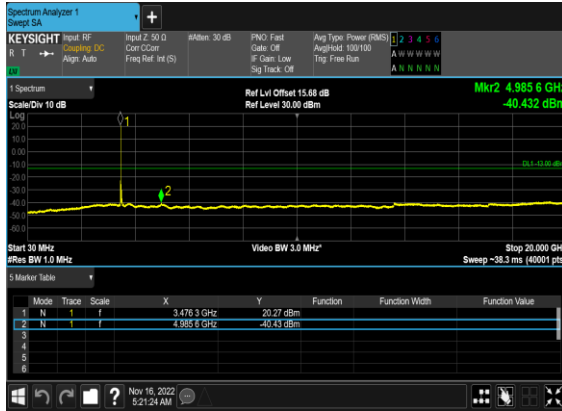 Spectrum Analyzer 1
Swept SA
+
KEYSIGHT Input: RF Input Z: 50 Ω #Atten: 30 dB PNO: Fast Avg Type: Power (RMS) 1 2 3 4 5 6
R T Coupling: DC Corr CCorr Gate: Off Avg|Hold: 100/100 A W W W W W
Align: Auto Freq Ref: Int (S) IF Gain: Low Trig: Free Run
Sig Track: Off A N N N N N
LU
1 Spectrum Ref Lvl Offset 15.68 dB Mkr2 4.985 6 GHz
Scale/Div 10 dB Ref Level 30.00 dBm -40.432 dBm
Log
20.0
10.0
0.00
-10.0
-20.0
-30.0
-40.0
-50.0
-60.0
1
2
DL1 -13.00 dBm
Start 30 MHz Video BW 3.0 MHz* Stop 20.000 GHz
#Res BW 1.0 MHz Sweep ~38.3 ms (40001 pts)
5 Marker Table
Mode Trace Scale X Y Function Function Width Function Value
1 N 1 f 3.476 3 GHz 20.27 dBm
2 N 1 f 4.985 6 GHz -40.43 dBm
3
4
5
6
? Nov 16, 2022
5:21:24 AM